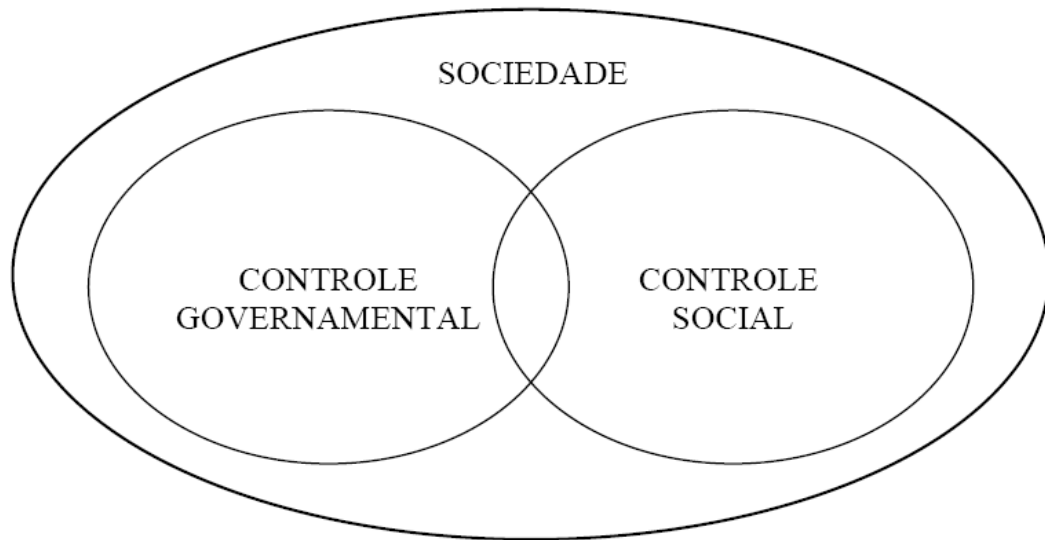 SOCIEDADE
CONTROLE
GOVERNAMENTAL
CONTROLE
SOCIAL